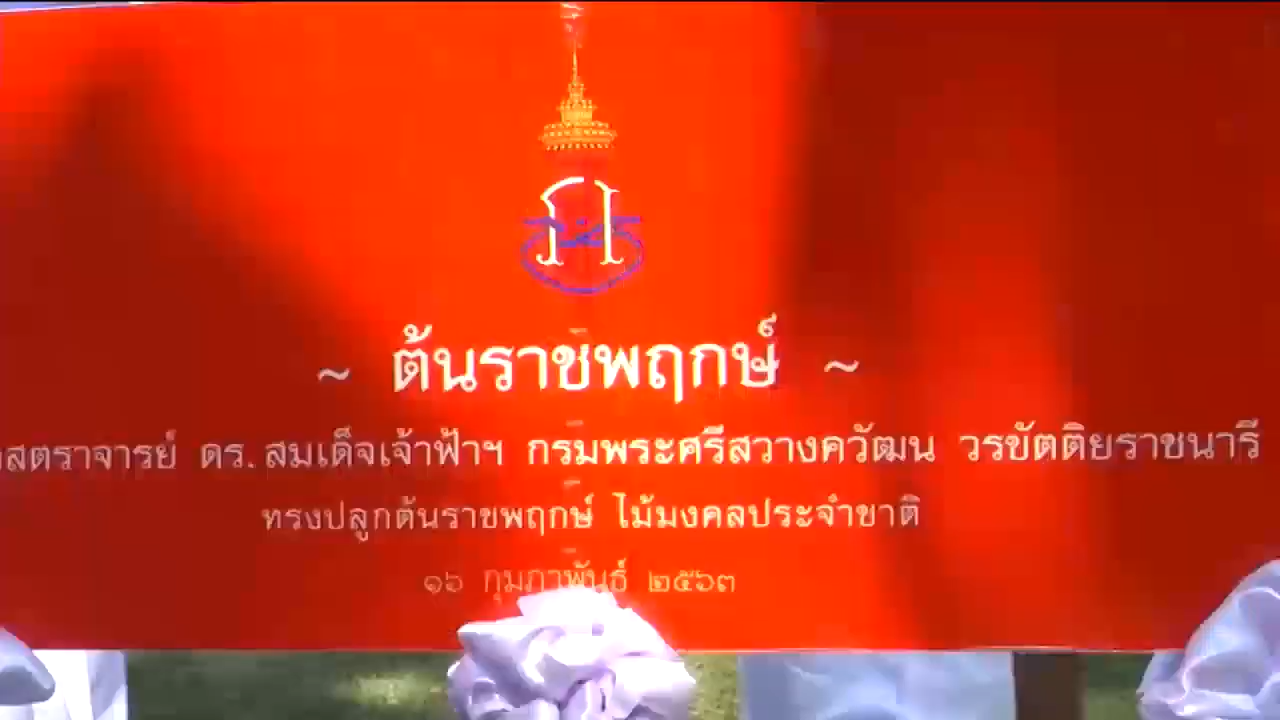 ~ ต้นราชพฤกษ์ ~
สตราจารย์ ดร. สมเด็จเจ้าฟ้าฯ กรมพระศรีสวางควัฒน วรขัตติยราชนารี
ทรงปลูกต้นราชพฤกษ์ ไม้มงคลประจำชาติ
๑๖ กุมภาพันธ์ ๒๕๖๓